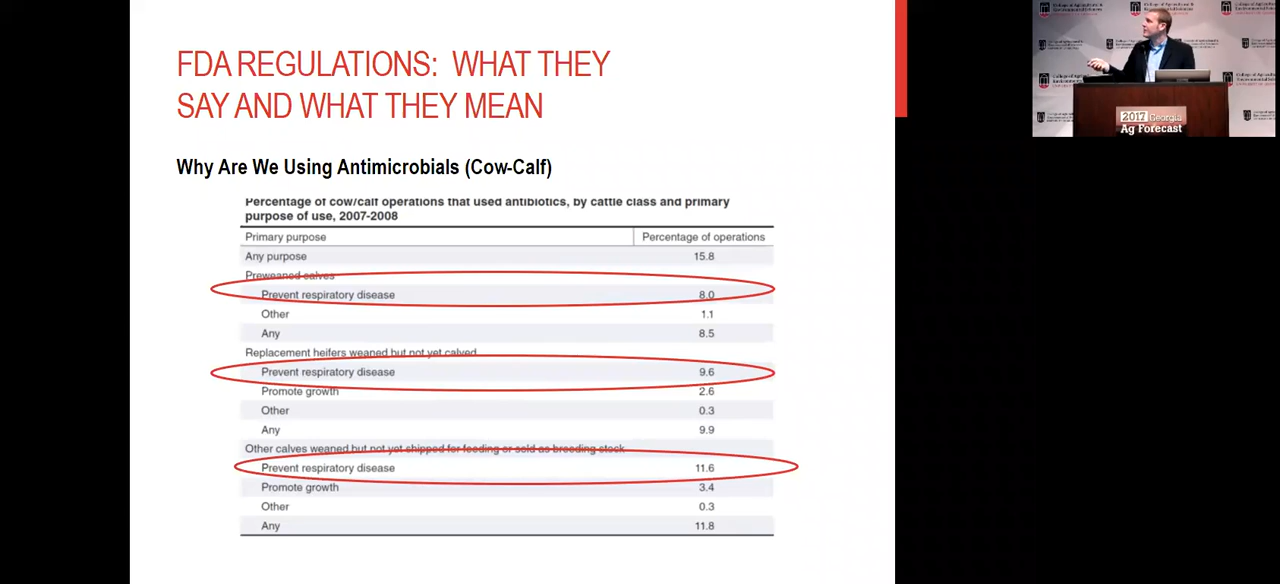 FDA REGULATIONS: WHAT THEY
SAY AND WHAT THEY MEAN
Why Are We Using Antimicrobials (Cow-Calf)
Percentage of cow/calf operations that used antibiotics, by cattle class and primary
purpose of use, 2007-2008
Primary purpose Percentage of operations
Any purpose 15.8
Preweaned calves
Prevent respiratory disease 8.0
Other 1.1
Any 8.5
Replacement heifers weaned but not yet calved
Prevent respiratory disease 9.6
Promote growth 2.6
Other 0.3
Any 9.9
Other calves weaned but not yet shipped for feeding or sold as breeding stock
Prevent respiratory disease 11.6
Promote growth 3.4
Other 0.3
Any 11.8
2017 Georgia
Ag Forecast